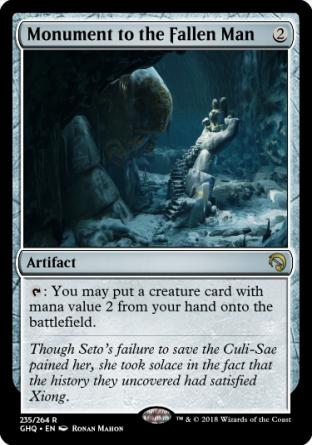 Monument to the Fallen Man 2
Artifact
: You may put a creature card with
mana value 2 from your hand onto the
battlefield.
Though Seto's failure to save the Culi-Sae
pained her, she took solace in the fact that
the history they uncovered had satisfied
Xiong.
235/264 R
GHQ • EN Ronan Mahon
™ & © 2018 Wizards of the Coast